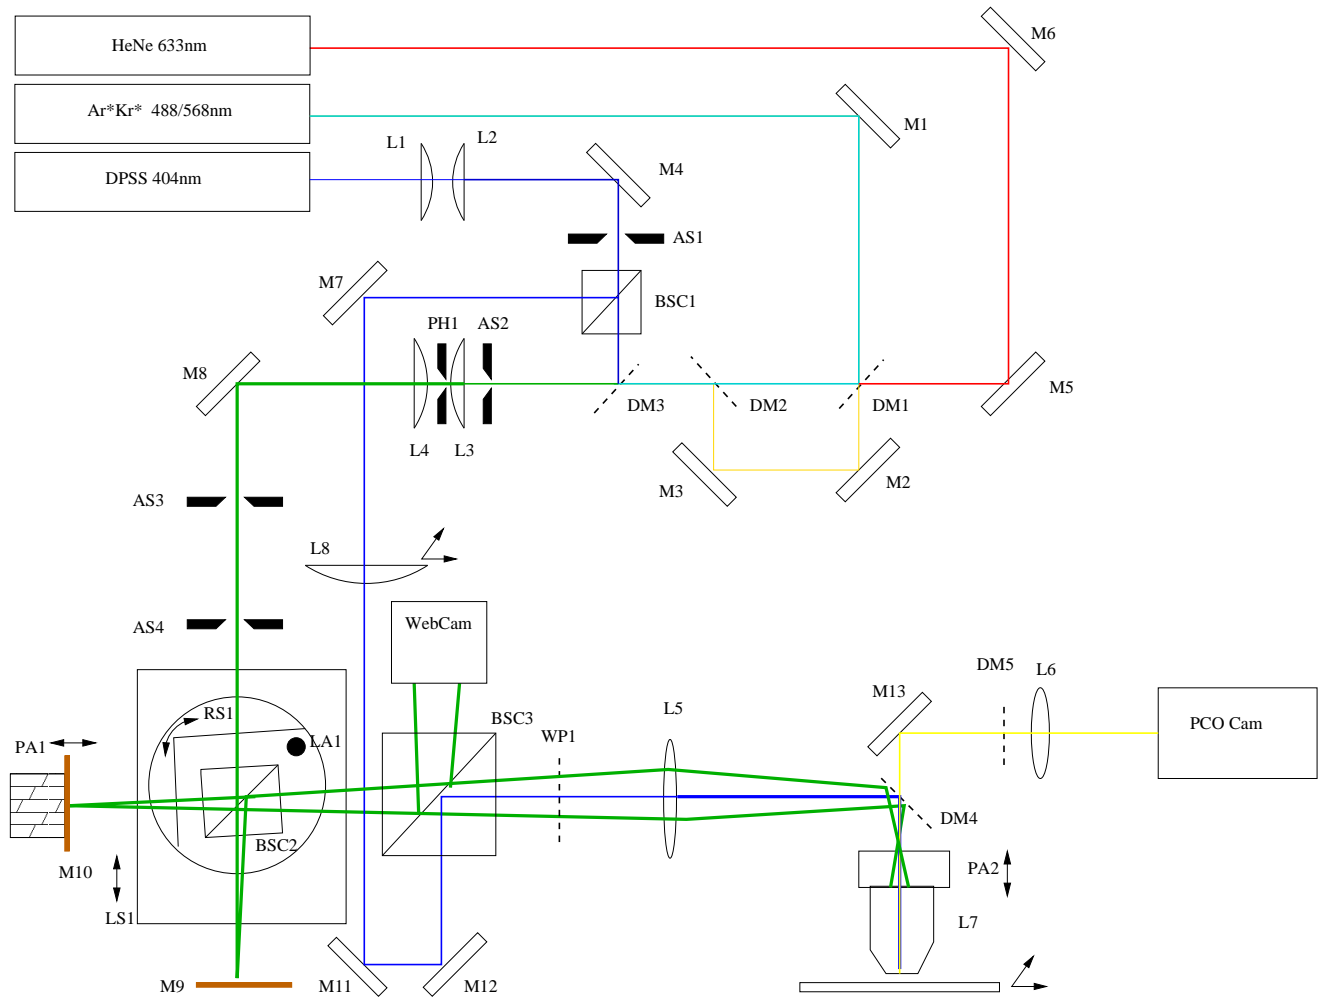 HeNe 633nm
M6
Ar*Kr* 488/568nm
M1
L1
L2
DPSS 404nm
M4
AS1
M7
BSC1
PH1
AS2
M8
M5
DM3
DM2
DM1
L4
L3
M3
M2
AS3
L8
AS4
WebCam
DM5
L6
M13
RS1
BSC3
L5
PCO Cam
WP1
PA1
LA1
DM4
BSC2
M10
PA2
LS1
L7
M9
M11
M12